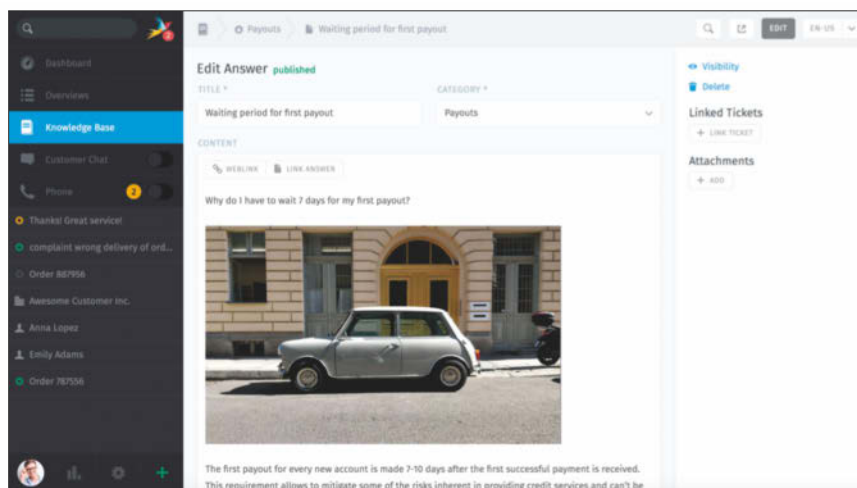 2
Payouts
Waiting period for first payout
EDIT
EN-US
Dashboard
Overviews
Knowledge Base
Customer Chat
Phone
2
Thanks! Great service!
complaint wrong delivery of ord...
Order 887956
Awesome Customer Inc.
Anna Lopez
Emily Adams
Order 787556
Edit Answer published
TITLE *
CATEGORY *
Waiting period for first payout
Payouts
CONTENT
WEBLINK
LINK ANSWER
Why do I have to wait 7 days for my first payout?
The first payout for every new account is made 7-10 days after the first successful payment is received.
This requirement allows to mitigate some of the risks inherent in providing credit services and can't be
Visibility
Delete
Linked Tickets
+ LINK TICKET
Attachments
+ ADD